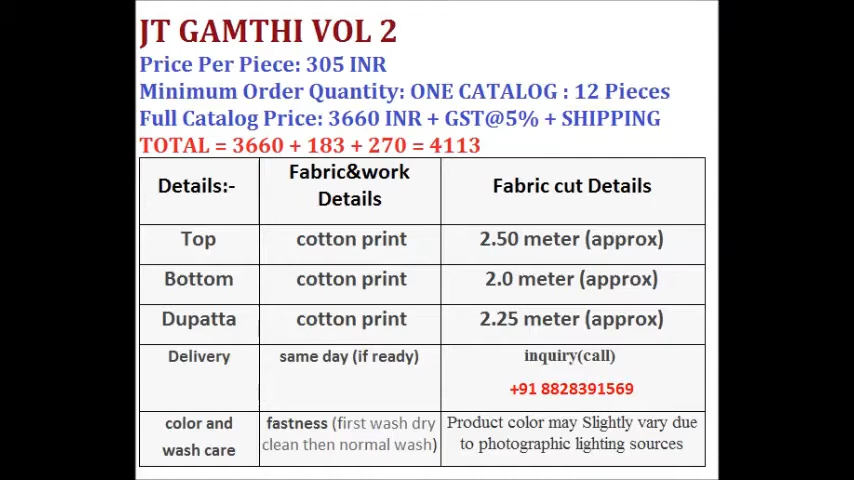 JT GAMTHI VOL 2
Price Per Piece: 305 INR
Minimum Order Quantity: ONE CATALOG : 12 Pieces
Full Catalog Price: 3660 INR + GST@5% + SHIPPING
TOTAL = 3660 + 183 + 270 = 4113
Details:- Fabric&work Details Fabric cut Details
Top cotton print 2.50 meter (approx)
Bottom cotton print 2.0 meter (approx)
Dupatta cotton print 2.25 meter (approx)
Delivery same day (if ready) inquiry(call)
+91 8828391569
color and fastness (first wash dry Product color may Slightly vary due
wash care clean then normal wash) to photographic lighting sources